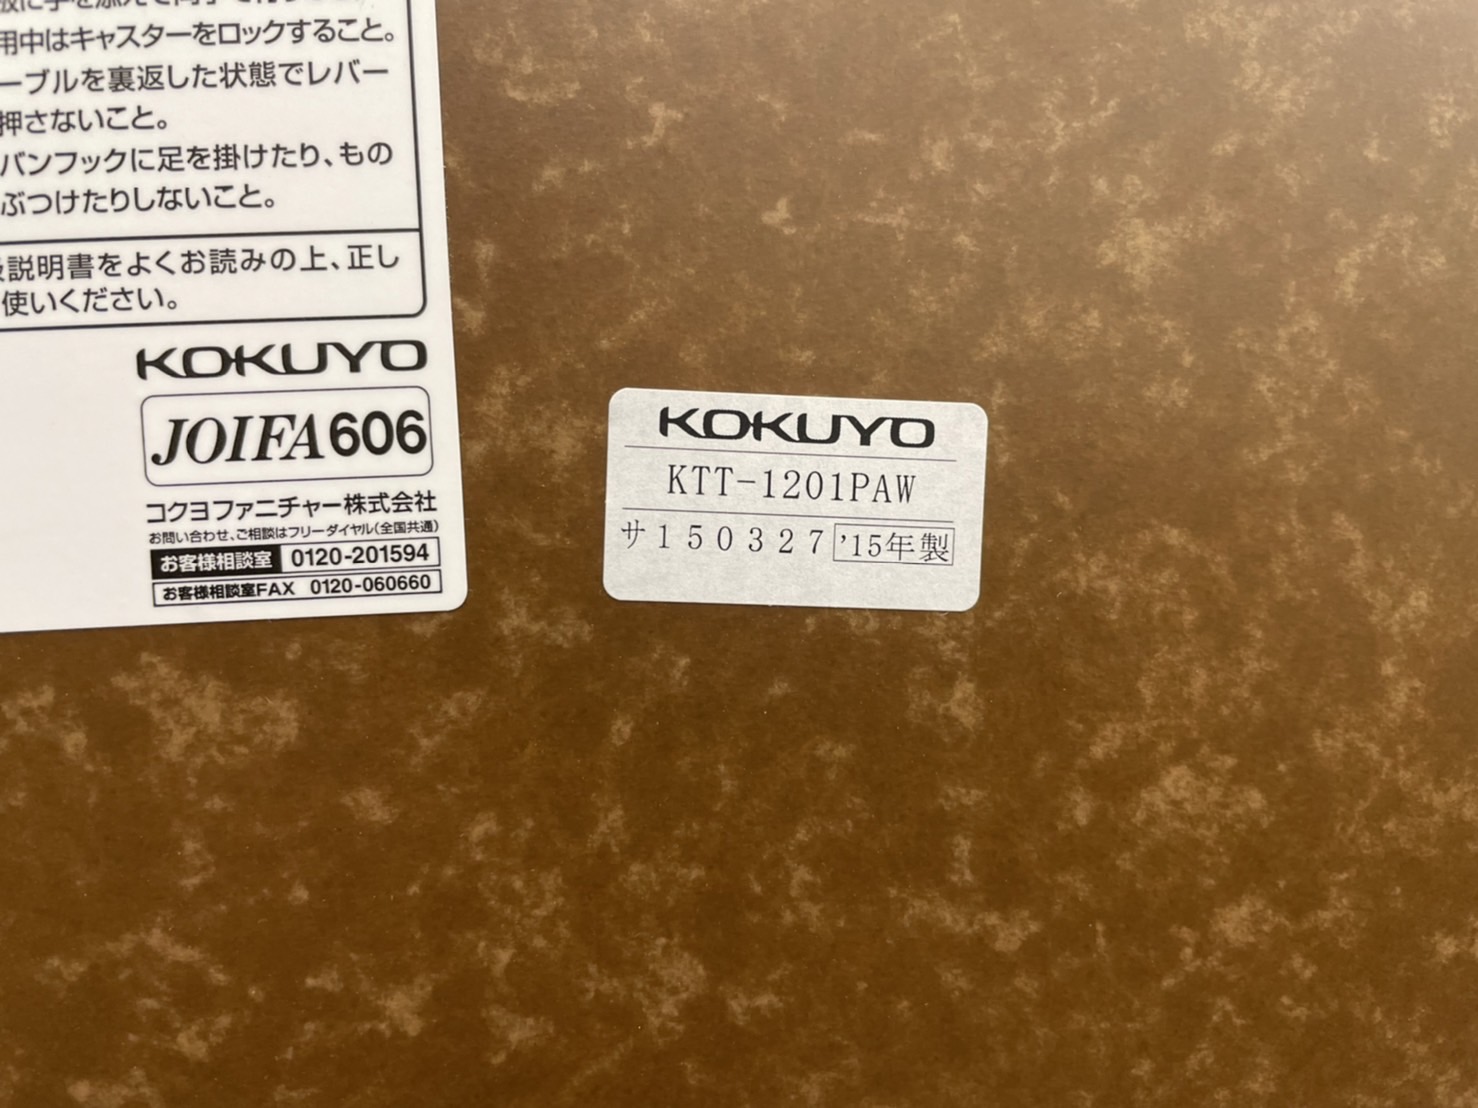 用中はキャスターをロックすること。
ーブルを裏返した状態でレバー
押さないこと。
バンフックに足を掛けたり、もの
ぶつけたりしないこと。
説明書をよくお読みの上、正し
使いください。
KOKUYO
JOIFA606
コクヨファニチャー株式会社
お問い合わせ、ご相談はフリーダイヤル(全国共通)
お客様相談室 0120-201594
お客様相談室FAX 0120-060660
KOKUYO
KTT-1201PAW
サ150327 '15年製